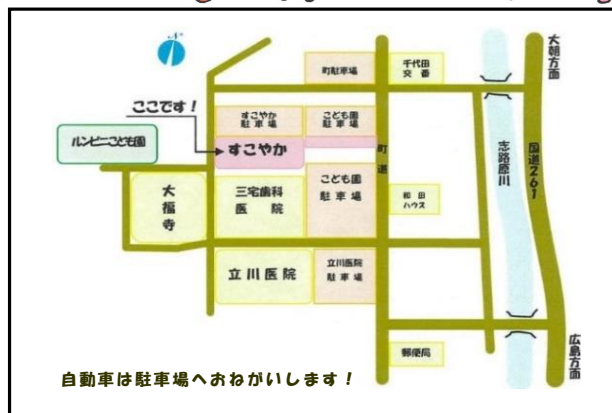 大朝方面
町駐車場
千代田
交番
ここです！
すこやか
駐車場
こども園
駐車場
ルンビニこども園
すこやか
町道
志路原川
国道261
大福寺
三宅歯科
医院
こども園
駐車場
和田
ハウス
立川医院
立川医院
駐車場
郵便局
広島方面
自動車は駐車場へおねがいします！